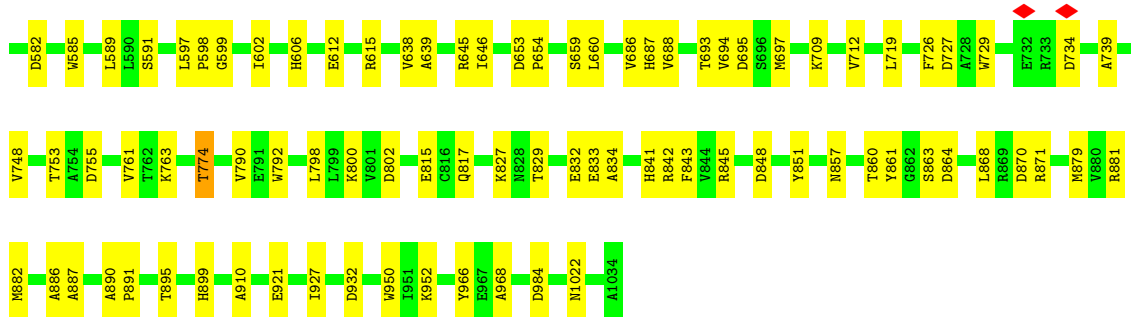 D582 W585 L589 L590 S591 L597 P598 G599 I602 H606 E612 R615 V638 A639 R645 I646 D653 P654 S659 L660 V686 H687 V688 T693 V694 D695 S696 M697 K709 V712 L719 F726 D727 A728 W729 E732 R733 D734 A739
V748 T753 A754 D755 V761 T762 K763 T774 V790 E791 W792 L798 L799 K800 V801 D802 E815 C816 Q817 K827 N828 T829 E832 E833 A834 H841 R842 F843 V844 R845 D848 Y851 N857 T860 Y861 G862 S863 D864 L868 R869 D870 R871 M879 V880 R881
M882 A886 A887 A890 P891 T895 H899 A910 E921 I927 D932 W950 I951 K952 Y966 E967 A968 D984 N1022 A1034